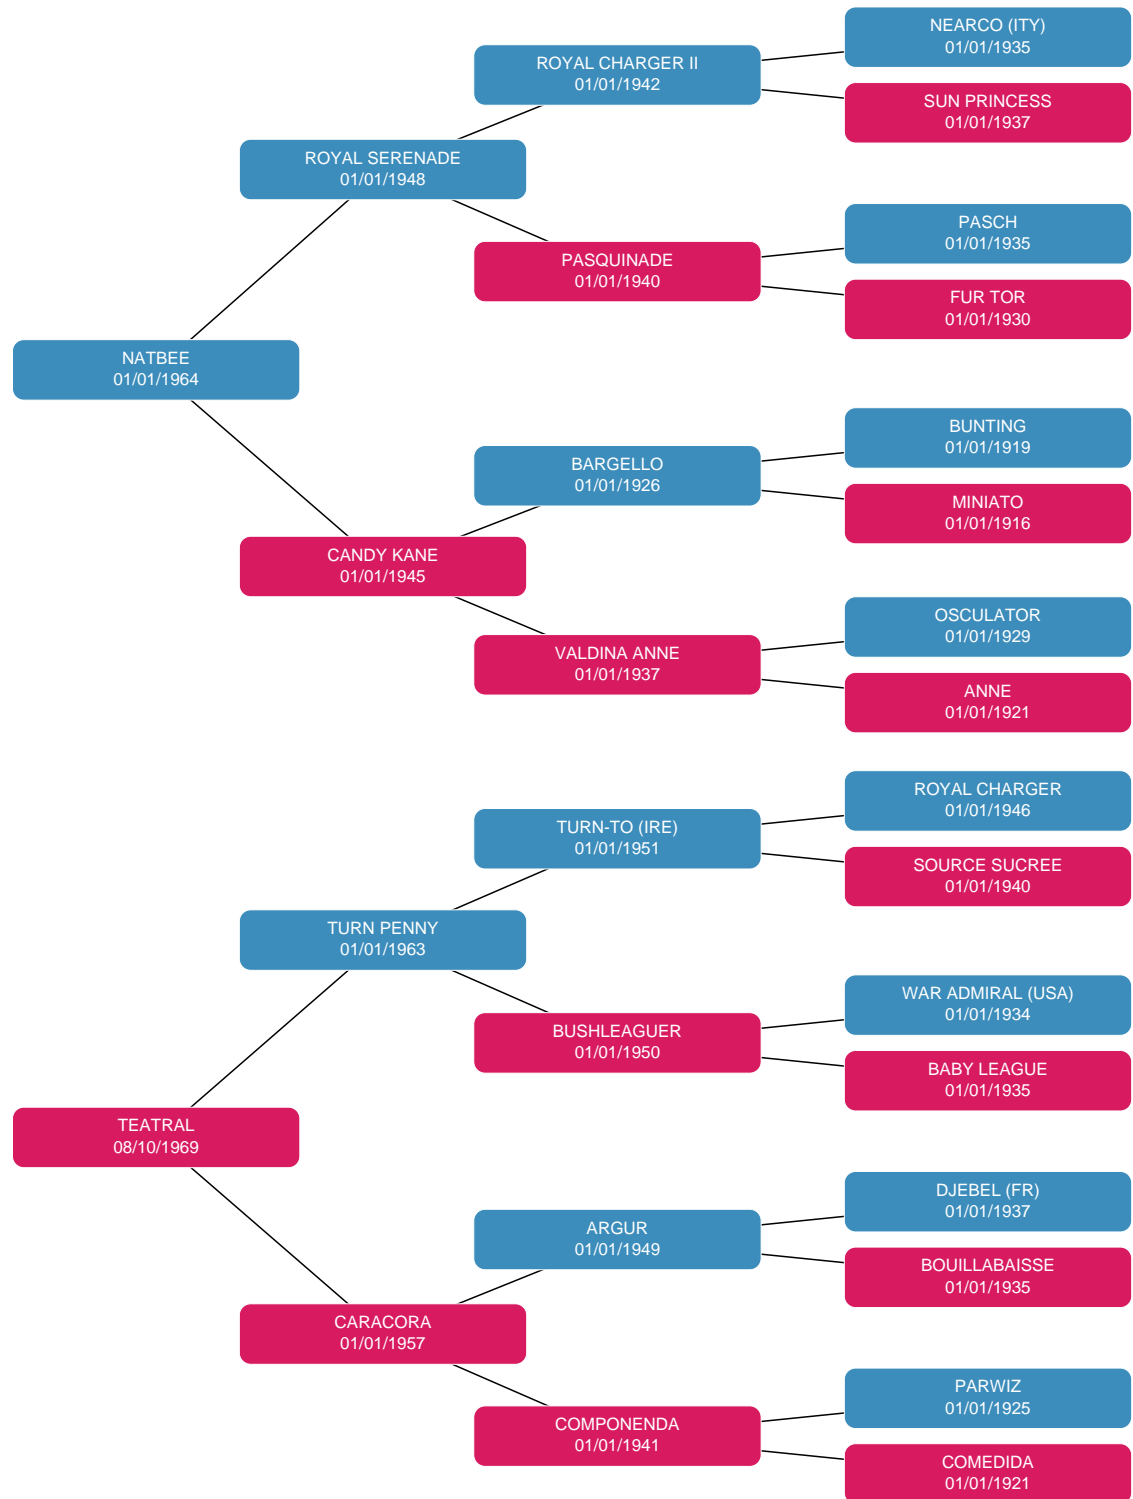 NEARCO (ITY)
01/01/1935
ROYAL CHARGER II
01/01/1942
SUN PRINCESS
01/01/1937
ROYAL SERENADE
01/01/1948
PASCH
01/01/1935
PASQUINADE
01/01/1940
FUR TOR
01/01/1930
NATBEE
01/01/1964
BUNTING
01/01/1919
BARGELLO
01/01/1926
MINIATO
01/01/1916
CANDY KANE
01/01/1945
OSCULATOR
01/01/1929
VALDINA ANNE
01/01/1937
ANNE
01/01/1921
ROYAL CHARGER
01/01/1946
TURN-TO (IRE)
01/01/1951
SOURCE SUCREE
01/01/1940
TURN PENNY
01/01/1963
WAR ADMIRAL (USA)
01/01/1934
BUSHLEAGUER
01/01/1950
BABY LEAGUE
01/01/1935
TEATRAL
08/10/1969
DJEBEL (FR)
01/01/1937
ARGUR
01/01/1949
BOUILLABAISSE
01/01/1935
CARACORA
01/01/1957
PARWIZ
01/01/1925
COMPONENDA
01/01/1941
COMEDIDA
01/01/1921